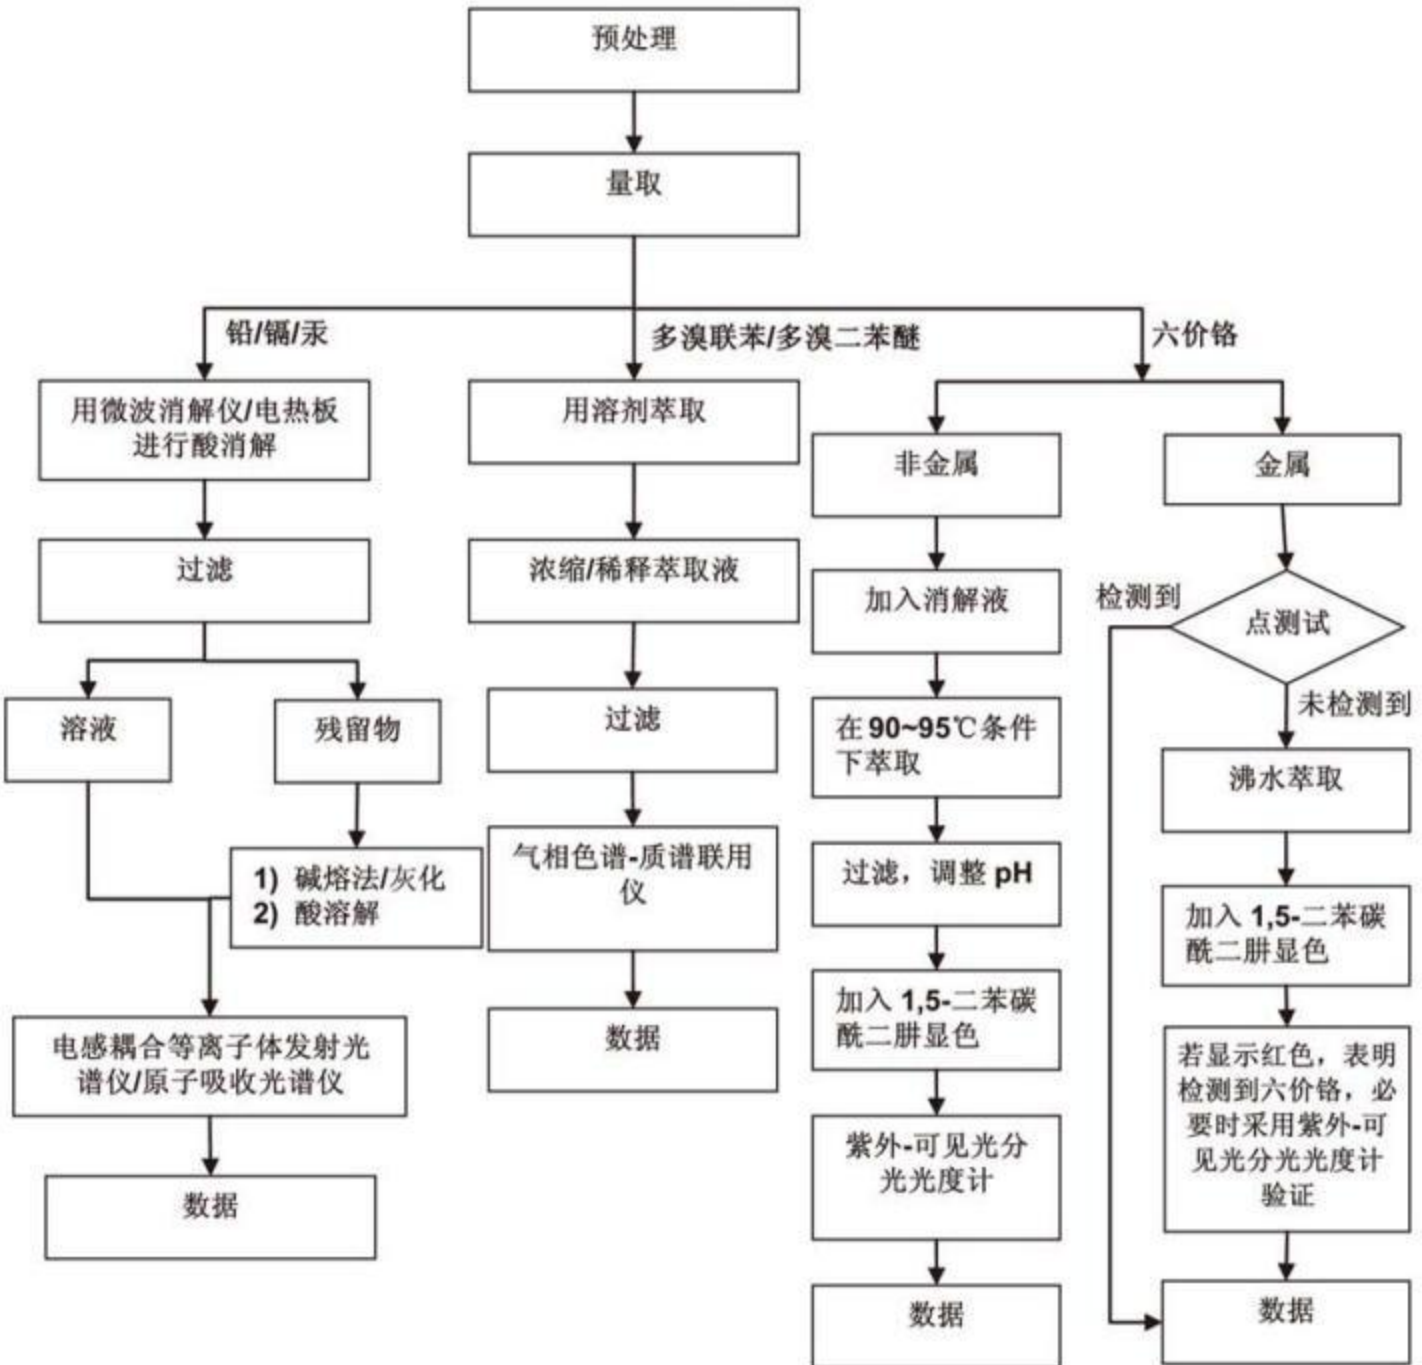 预处理
量取
铅/镉/汞
多溴联苯/多溴二苯醚
六价铬
用微波消解仪/电热板
进行酸消解
过滤
溶液
残留物
1) 碱熔法/灰化
2) 酸溶解
电感耦合等离子体发射光
谱仪/原子吸收光谱仪
数据
用溶剂萃取
浓缩/稀释萃取液
过滤
气相色谱-质谱联用
仪
数据
非金属
加入消解液
在 90~95℃条件
下萃取
过滤，调整 pH
加入 1,5-二苯碳
酰二肼显色
紫外-可见光分
光光度计
数据
金属
点测试
检测到
未检测到
沸水萃取
加入 1,5-二苯碳
酰二肼显色
若显示红色，表明
检测到六价铬，必
要时采用紫外-可
见光分光光度计
验证
数据